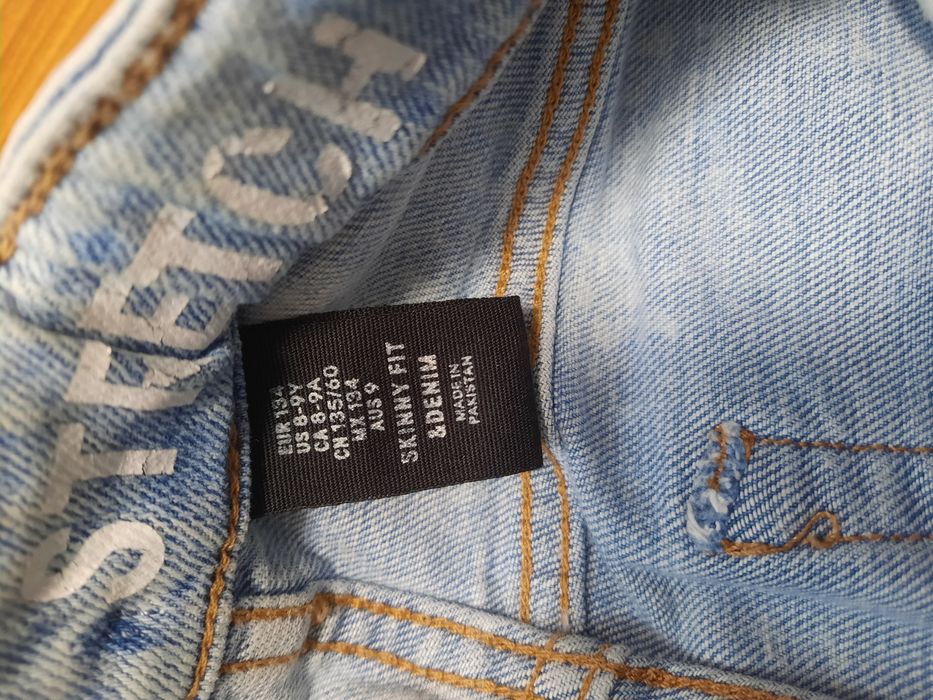 STRETCH
EUR 134
US 8-9Y
CA 8-9A
CN 135/60
MX 134
AUS 9
SKINNY FIT
&DENIM
MADE IN
PAKISTAN